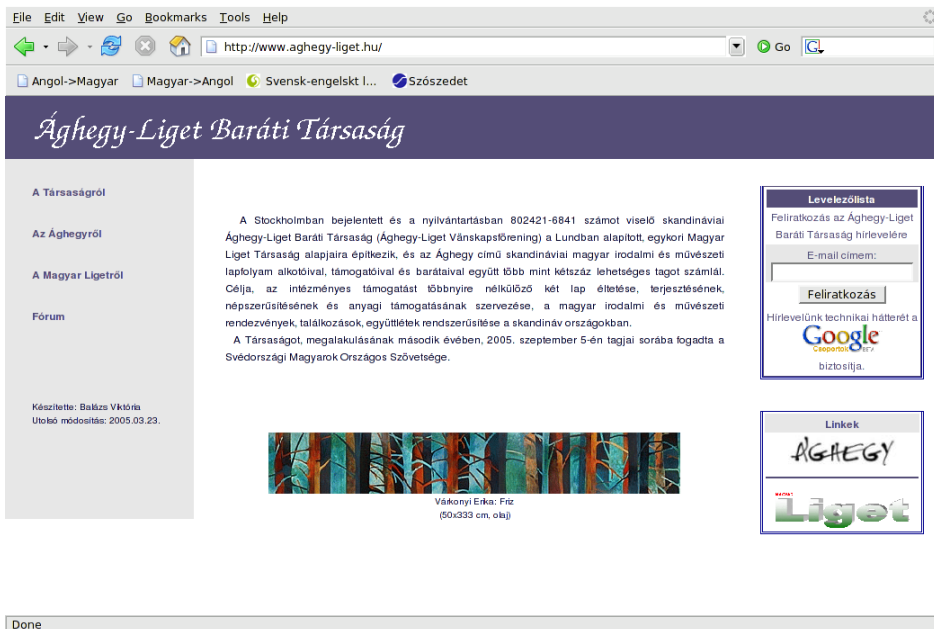 File Edit View Go Bookmarks Tools Help
http://www.aghegy-liget.hu/ Go G
Angol->Magyar Magyar->Angol Svensk-engelskt l... Szószedet
Ághegy-Liget Baráti Társaság
A Társaságról
Az Ághegyről
A Magyar Ligetről
Fórum
Készítette: Balázs Viktória
Utolsó módosítás: 2005.03.23.
A Stockholmban bejelentett és a nyilvántartásban 802421-6841 számot viselő skandináviai
Ághegy-Liget Baráti Társaság (Ághegy-Liget Vänskapsförening) a Lundban alapított, egykori Magyar
Liget Társaság alapjaira építkezik, és az Ághegy című skandináviai magyar irodalmi és művészeti
lapfolyam alkotóival, támogatóival és barátaival együtt több mint kétszáz lehetséges tagot számlál.
Célja, az intézményes támogatást többnyire nélkülöző két lap éltetése, terjesztésének,
népszerűsítésének és anyagi támogatásának szervezése, a magyar irodalmi és művészeti
rendezvények, találkozások, együttlétek rendszerűsítése a skandináv országokban.
A Társaságot, megalakulásának második évében, 2005. szeptember 5-én tagjai sorába fogadta a
Svédországi Magyarok Országos Szövetsége.
Várkonyi Erika: Fríz
(50x333 cm, olaj)
Levelezőlista
Feliratkozás az Ághegy-Liget
Baráti Társaság hírlevelére
E-mail címem:
Feliratkozás
Hírlevelünk technikai hátterét a
Google
Csoportok BETA
biztosítja.
Linkek
ÁGHEGY
MAGYAR
Liget
Done